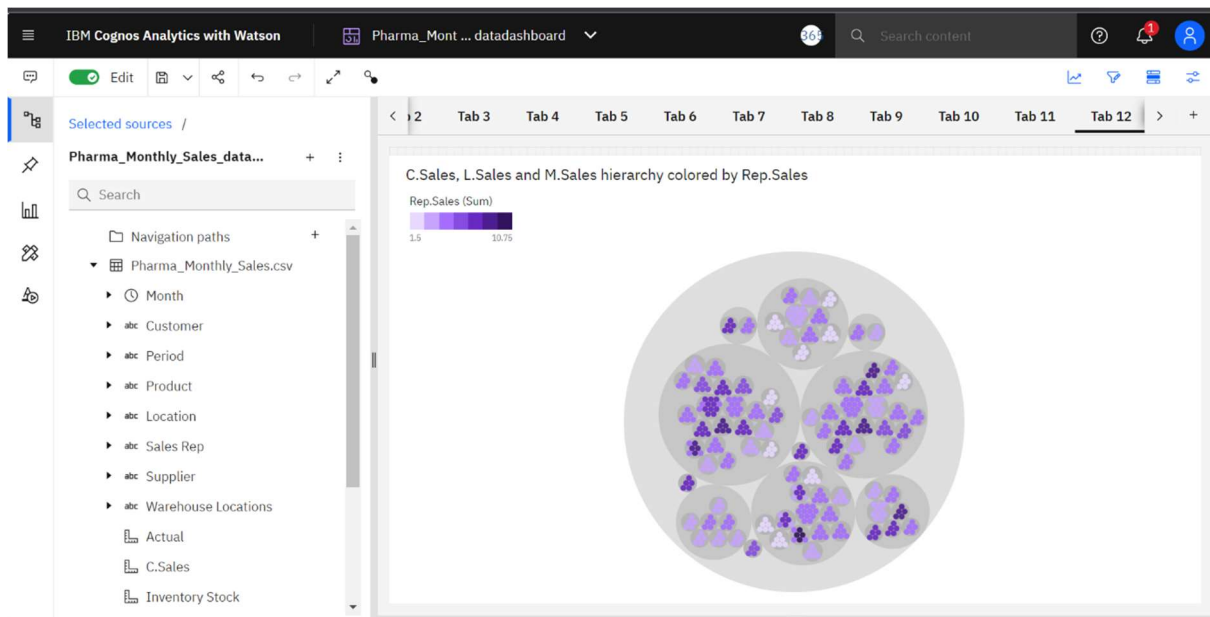 IBM Cognos Analytics with Watson
Pharma_Mont ... datadashboard
365
Search content
1
Edit
Selected sources /
Pharma_Monthly_Sales_data...
Search
Navigation paths
Pharma_Monthly_Sales.csv
Month
abc Customer
abc Period
abc Product
abc Location
abc Sales Rep
abc Supplier
abc Warehouse Locations
Actual
C.Sales
Inventory Stock
2 Tab 3 Tab 4 Tab 5 Tab 6 Tab 7 Tab 8 Tab 9 Tab 10 Tab 11 Tab 12
C.Sales, L.Sales and M.Sales hierarchy colored by Rep.Sales
Rep.Sales (Sum)
1.5 10.75